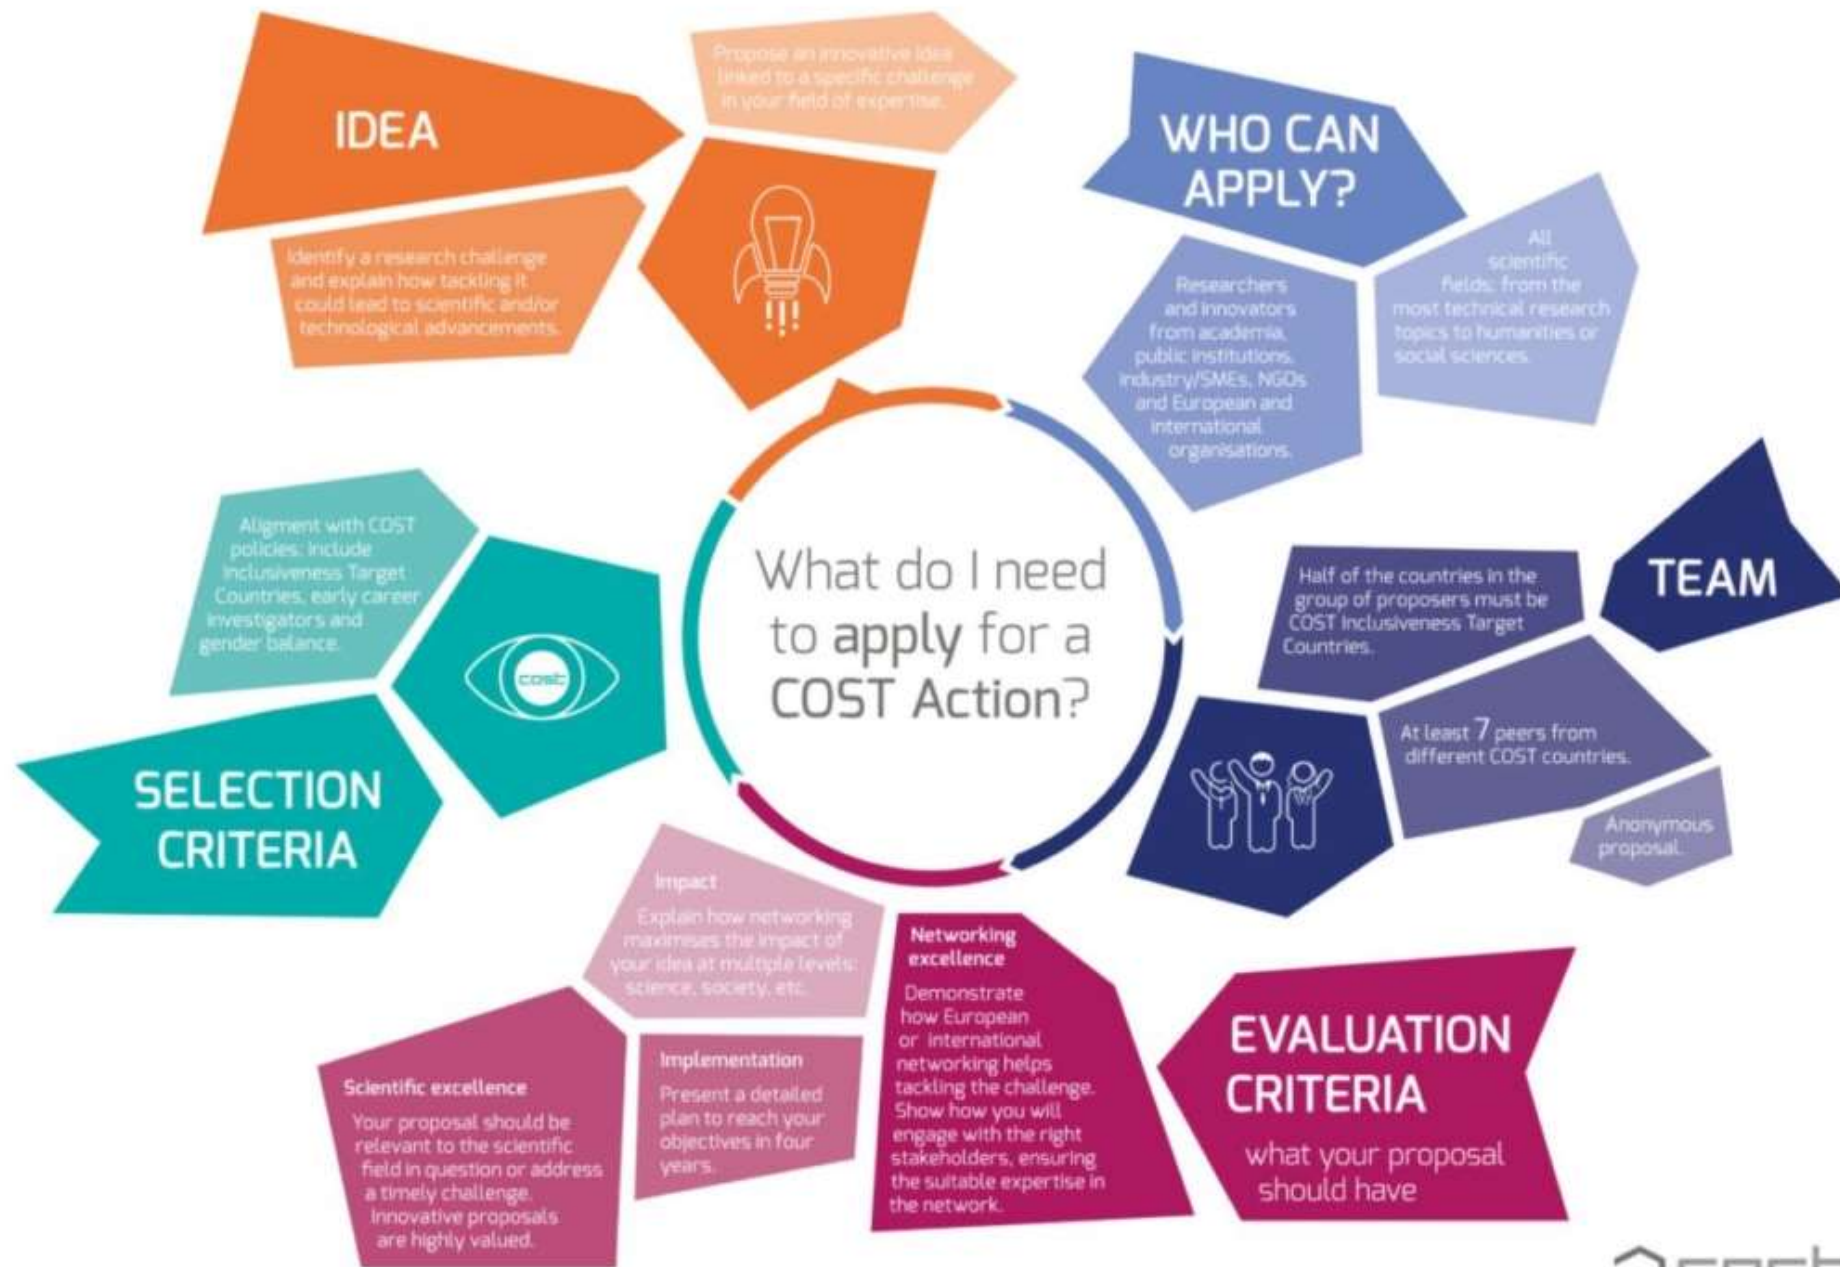 What do I need
to apply for a
COST Action?
IDEA
Propose an innovative idea
linked to a specific challenge
in your field of expertise.
Identify a research challenge
and explain how tackling it
could lead to scientific and/or
technological advancements.
WHO CAN
APPLY?
Researchers
and innovators
from academia,
public institutions,
industry/SMEs, NGOs
and European and
international
organisations.
All
scientific
fields: from the
most technical research
topics to humanities or
social sciences.
TEAM
Half of the countries in the
group of proposers must be
COST Inclusiveness Target
Countries.
At least 7 peers from
different COST countries.
Anonymous
proposal.
EVALUATION
CRITERIA
what your proposal
should have
Networking
excellence
Demonstrate
how European
or international
networking helps
tackling the challenge.
Show how you will
engage with the right
stakeholders, ensuring
the suitable expertise in
the network.
Impact
Explain how networking
maximises the impact of
your idea at multiple levels:
science, society, etc.
Implementation
Present a detailed
plan to reach your
objectives in four
years.
Scientific excellence
Your proposal should be
relevant to the scientific
field in question or address
a timely challenge.
Innovative proposals
are highly valued.
SELECTION
CRITERIA
Aligment with COST
policies: include
Inclusiveness Target
Countries, early career
investigators and
gender balance.
cost
cost